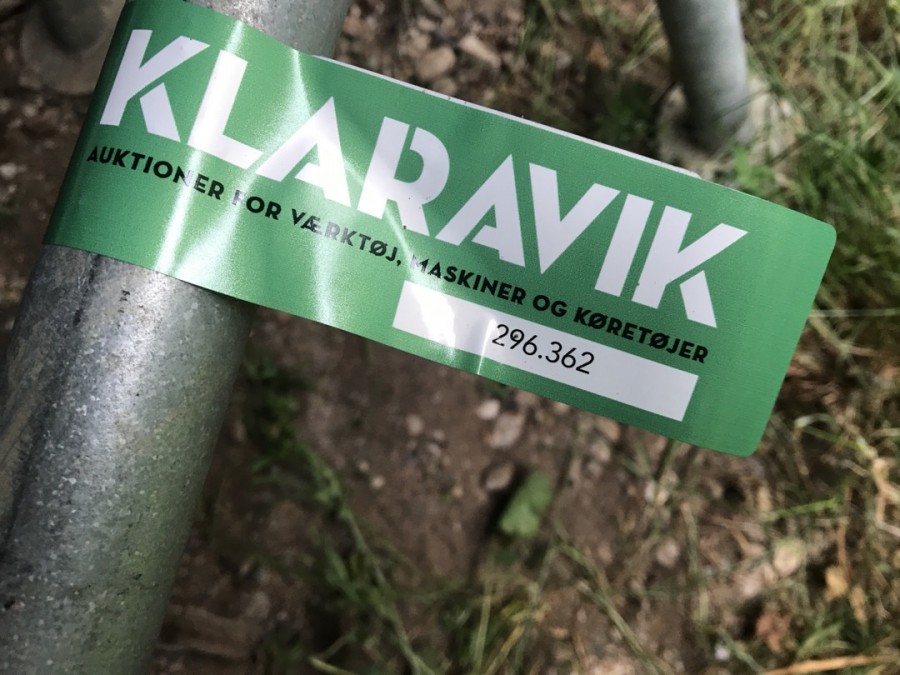 KLARAVIK
AUKTIONER FOR VÆRKTØJ, MASKINER OG KØRETØJER
296.362